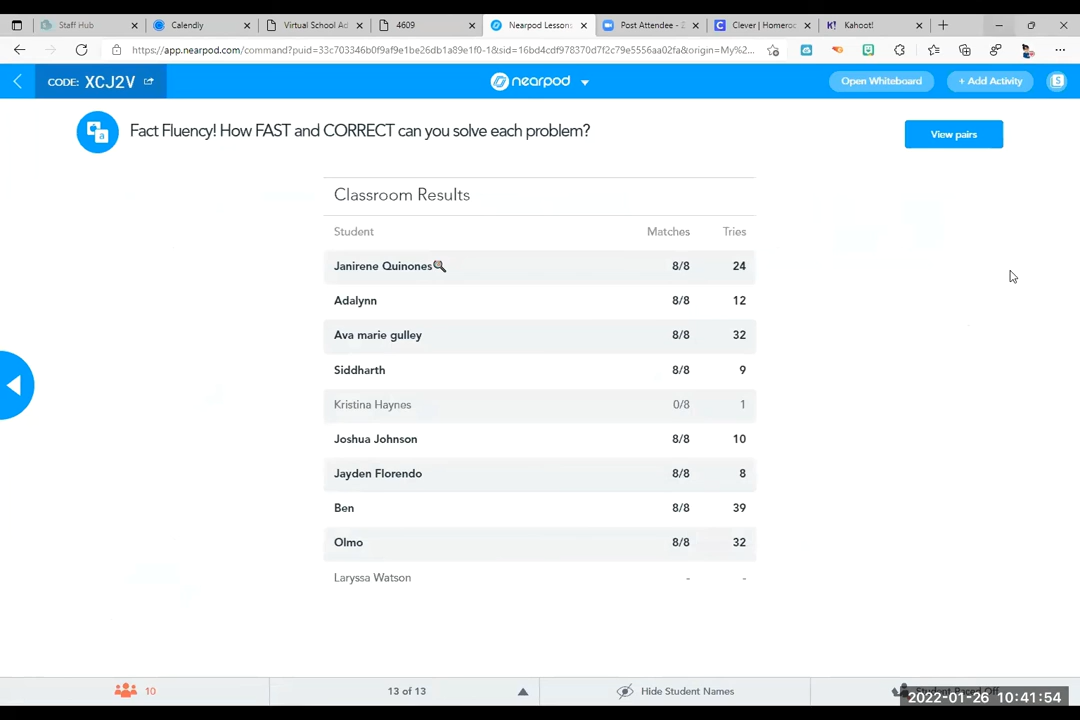 Staff Hub
Calendly
Virtual School Ad
4609
Nearpod Lesson
Post Attendee - Z
Clever | Homeroo
Kahoot!
https://app.nearpod.com/command?puid=33c703346b0f9af9e1be26db1a89e1f0-1&sid=16bd4cdf978370d7f2c79e5556aa02fa&origin=My%2...
CODE: XCJ2V
nearpod
Open Whiteboard
+ Add Activity
S
Fact Fluency! How FAST and CORRECT can you solve each problem?
View pairs
Classroom Results
Student Matches Tries
Janirene Quinones 8/8 24
Adalynn 8/8 12
Ava marie gulley 8/8 32
Siddharth 8/8 9
Kristina Haynes 0/8 1
Joshua Johnson 8/8 10
Jayden Florendo 8/8 8
Ben 8/8 39
Olmo 8/8 32
Laryssa Watson - -
10
13 of 13
Hide Student Names
2022-01-26 10:41:54